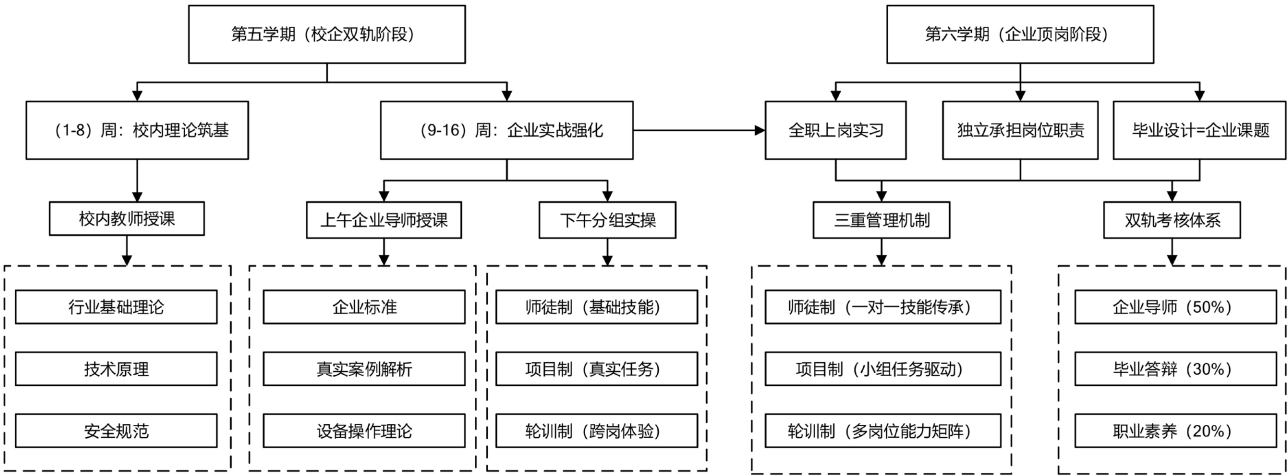 第五学期（校企双轨阶段）
第六学期（企业顶岗阶段）
（1-8）周：校内理论筑基
（9-16）周：企业实战强化
全职上岗实习
独立承担岗位职责
毕业设计=企业课题
校内教师授课
上午企业导师授课
下午分组实操
三重管理机制
双轨考核体系
行业基础理论
技术原理
安全规范
企业标准
真实案例解析
设备操作理论
师徒制（基础技能）
项目制（真实任务）
轮训制（跨岗体验）
师徒制（一对一技能传承）
项目制（小组任务驱动）
轮训制（多岗位能力矩阵）
企业导师（50%）
毕业答辩（30%）
职业素养（20%）